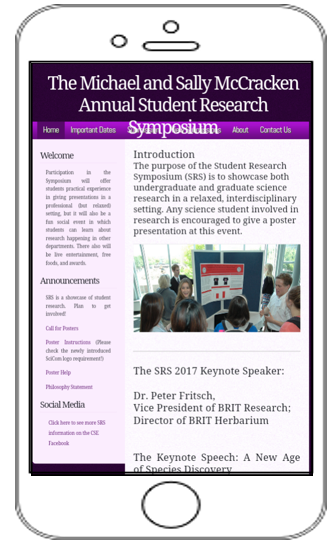 The Michael and Sally McCracken
Annual Student Research
Symposium
Home Important Dates About Contact Us
Welcome
Participation in the
Symposium will offer
students practical experience
in giving presentations in a
professional (but relaxed)
setting, but it will also be a
fun social event in which
students can learn about
research happening in other
departments. There also will
be live entertainment, free
foods, and awards.
Announcements
SRS is a showcase of student
research. Plan to get
involved!
Call for Posters
Poster Instructions (Please
check the newly introduced
SciCom logo requirement!)
Poster Help
Philosophy Statement
Social Media
Click here to see more SRS
information on the CSE
Facebook
Introduction
The purpose of the Student Research
Symposium (SRS) is to showcase both
undergraduate and graduate science
research in a relaxed, interdisciplinary
setting. Any science student involved in
research is encouraged to give a poster
presentation at this event.
The SRS 2017 Keynote Speaker:
Dr. Peter Fritsch,
Vice President of BRIT Research;
Director of BRIT Herbarium
The Keynote Speech: A New Age
of Species Discovery